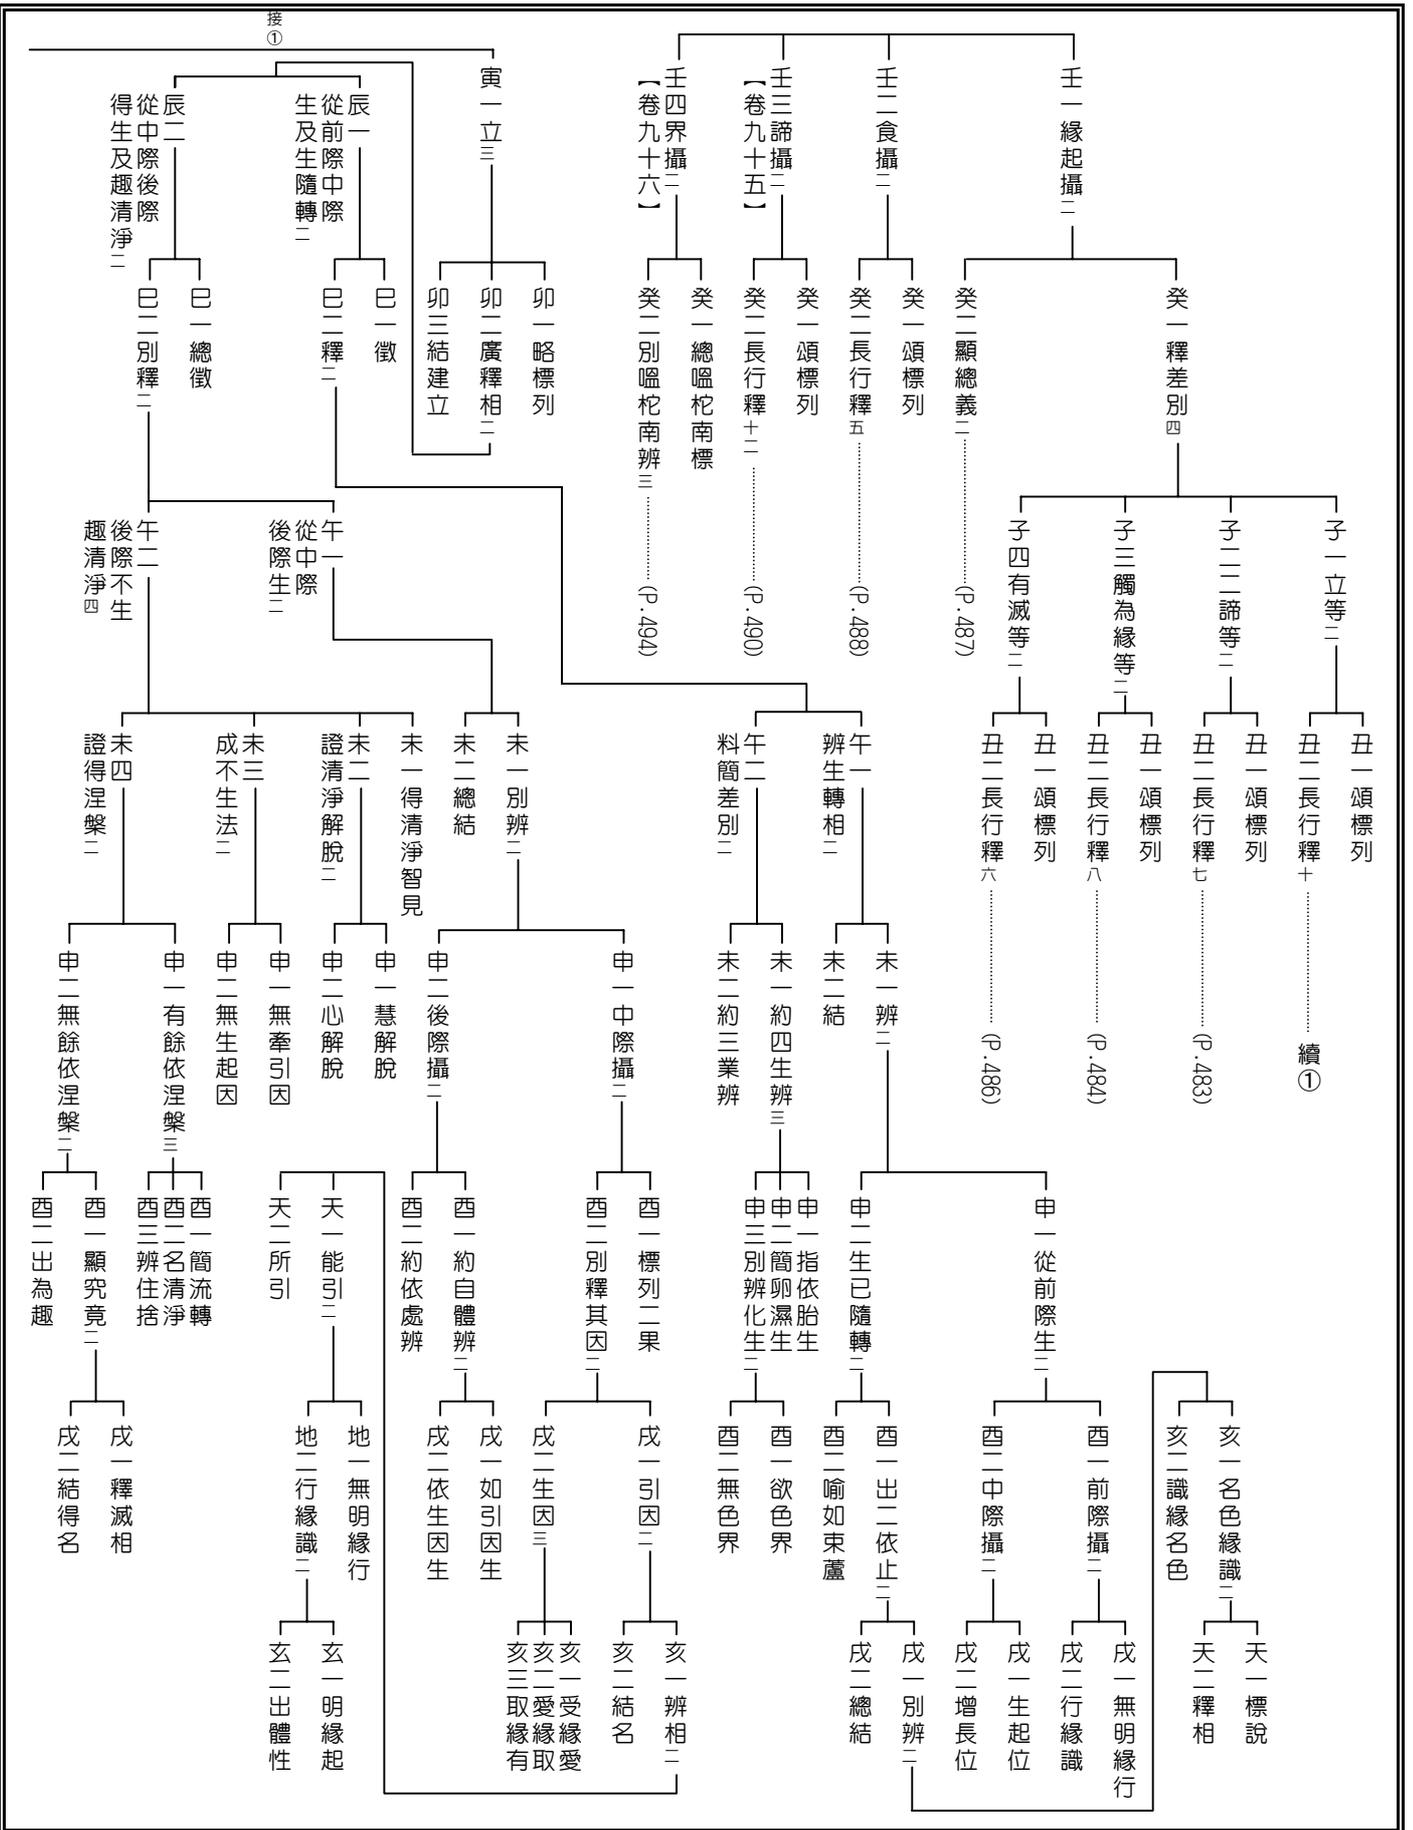 壬一緣起攝二
癸一釋差別四
子一立等二
丑一頌標列
丑二長行釋十
續①
子二二諦等二
丑一頌標列
丑二長行釋七
(P.483)
子三觸為緣等二
丑一頌標列
丑二長行釋八
(P.484)
子四有滅等二
丑一頌標列
丑二長行釋六
(P.486)
癸二顯總義二
(P.487)
壬二食攝二
癸一頌標列
癸二長行釋五
(P.488)
壬三諦攝二
【卷九十五】
癸一頌標列
癸二長行釋十二
(P.490)
壬四界攝二
【卷九十六】
癸一總嗢柁南標
癸二別嗢柁南辨三
(P.494)
接①
寅一立三
卯一略標列
卯二廣釋相二
卯三結建立
辰一
從前際中際
生及生隨轉二
巳一徵
巳二釋二
午一
辨生轉相二
未一辨二
申一從前際生二
酉一前際攝二
戌一無明緣行
戌二行緣識
酉二中際攝二
戌一生起位
戌二增長位
申二生已隨轉二
酉一出二依止二
戌一別辨二
亥一名色緣識二
天一標說
天二釋相
亥二識緣名色
戌二總結
酉二喻如束蘆
未二結
午二
料簡差別二
未一約四生辨三
申一指依胎生
申二簡卵濕生
申三別辨化生二
酉一欲色界
酉二無色界
未二約三業辨
辰二
從中際後際
得生及趣清淨二
巳一總徵
巳二別釋二
午一
從中際
後際生二
未一別辨二
申一中際攝二
酉一標列二果
酉二別釋其因二
戌一引因二
亥一辨相二
天一能引二
地一無明緣行
地二行緣識二
玄一明緣起
玄二出體性
天二所引
亥二結名
戌二生因三
亥一受緣愛
亥二愛緣取
亥三取緣有
申二後際攝二
酉一約自體辨二
戌一如引因生
戌二依生因生
酉二約依處辨
未二總結
午二
後際不生
趣清淨四
未一得清淨智見
未二
證清淨解脫二
申一慧解脫
申二心解脫
未三
成不生法二
申一無牽引因
申二無生起因
未四
證得涅槃二
申一有餘依涅槃三
酉一簡流轉
酉二名清淨
酉三辨住捨
申二無餘依涅槃二
酉一顯究竟二
戌一釋滅相
戌二結得名
酉二出為趣